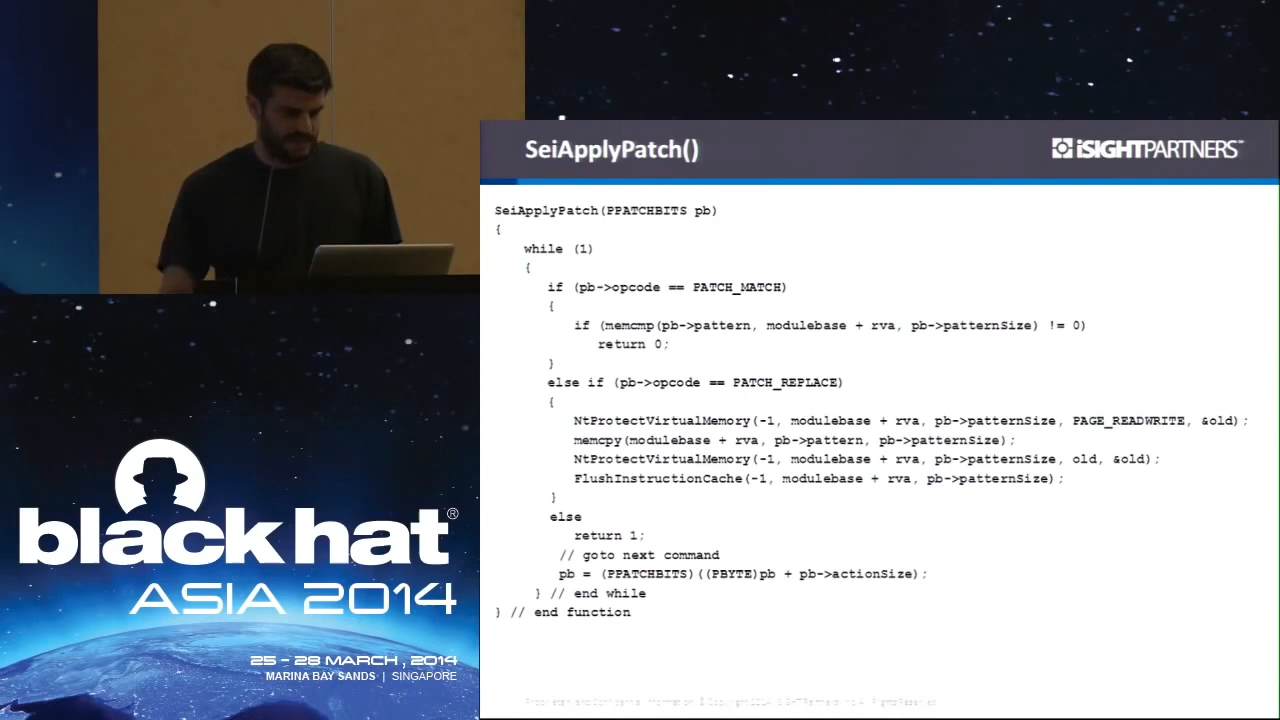 SeiApplyPatch()
iSIGHTPARTNERS
SeiApplyPatch(PPATCHBITS pb)
{
while (1)
{
if (pb->opcode == PATCH_MATCH)
{
if (memcmp(pb->pattern, modulebase + rva, pb->patternSize) != 0)
return 0;
}
else if (pb->opcode == PATCH_REPLACE)
{
NtProtectVirtualMemory(-1, modulebase + rva, pb->patternSize, PAGE_READWRITE, &old);
memcpy(modulebase + rva, pb->pattern, pb->patternSize);
NtProtectVirtualMemory(-1, modulebase + rva, pb->patternSize, old, &old);
FlushInstructionCache(-1, modulebase + rva, pb->patternSize);
}
else
return 1;
// goto next command
pb = (PPATCHBITS)((PBYTE)pb + pb->actionSize);
} // end while
} // end function
black hat®
ASIA 2014
25 - 28 MARCH, 2014
MARINA BAY SANDS | SINGAPORE